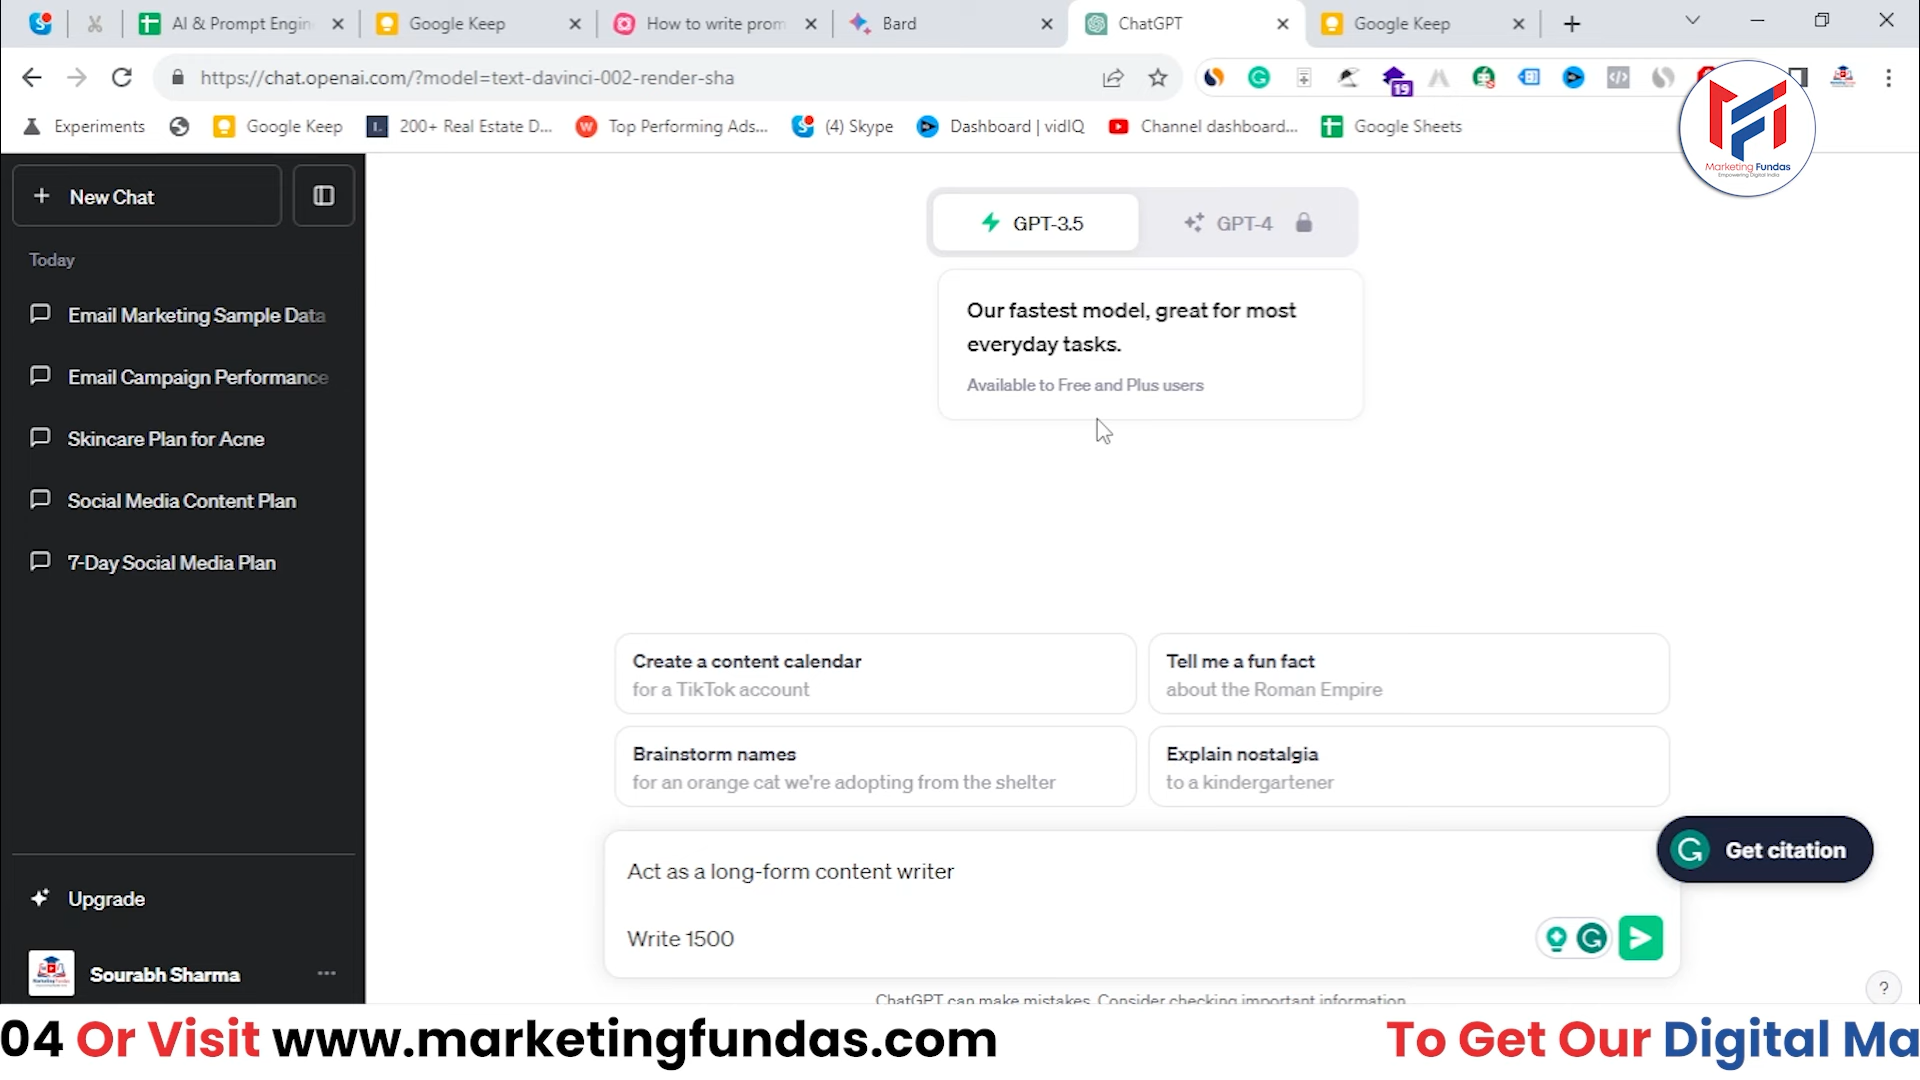 AI & Prompt Engin
Google Keep
How to write prom
Bard
ChatGPT
Google Keep
https://chat.openai.com/?model=text-davinci-002-render-sha
19
Experiments
Google Keep
200+ Real Estate D...
Top Performing Ads...
(4) Skype
Dashboard | vidIQ
Channel dashboard...
Google Sheets
Marketing Fundas
Empowering Digital India
New Chat
GPT-3.5
GPT-4
Today
Our fastest model, great for most
everyday tasks.
Available to Free and Plus users
Email Marketing Sample Data
Email Campaign Performance
Skincare Plan for Acne
Social Media Content Plan
7-Day Social Media Plan
Create a content calendar
for a TikTok account
Tell me a fun fact
about the Roman Empire
Brainstorm names
for an orange cat we're adopting from the shelter
Explain nostalgia
to a kindergartener
Get citation
Act as a long-form content writer
Write 1500
Upgrade
Sourabh Sharma
ChatGPT can make mistakes. Consider checking important information.
?
04 Or Visit www.marketingfundas.com
To Get Our Digital Ma